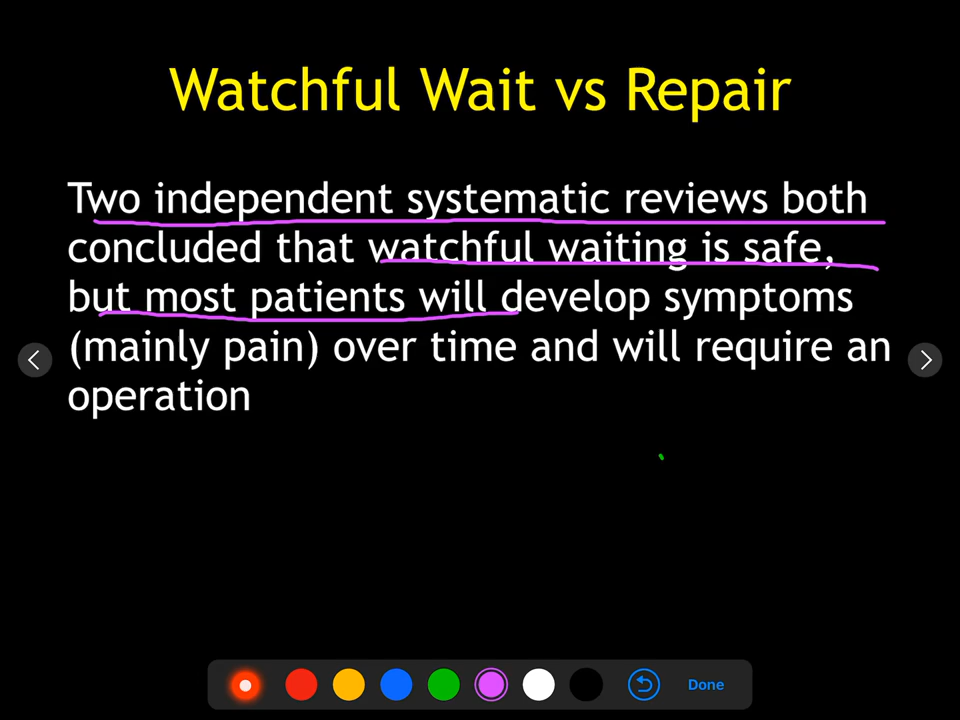 Watchful Wait vs Repair
Two independent systematic reviews both
concluded that watchful waiting is safe,
but most patients will develop symptoms
(mainly pain) over time and will require an
operation
Done